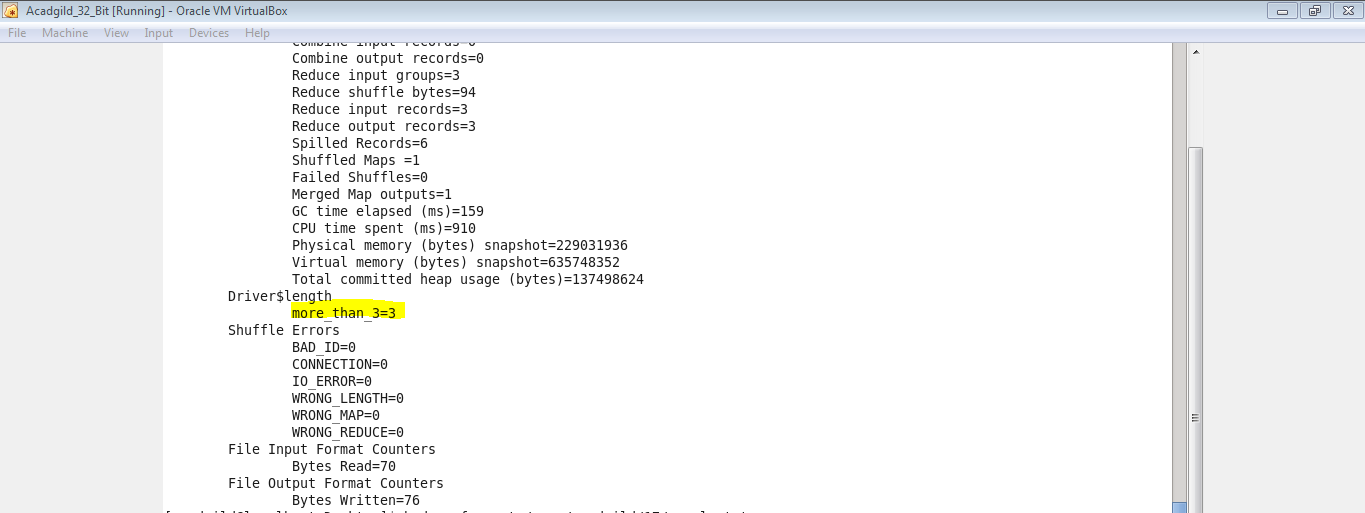 Acadgild_32_Bit [Running] - Oracle VM VirtualBox
File Machine View Input Devices Help
Combine input records=0
Combine output records=0
Reduce input groups=3
Reduce shuffle bytes=94
Reduce input records=3
Reduce output records=3
Spilled Records=6
Shuffled Maps =1
Failed Shuffles=0
Merged Map outputs=1
GC time elapsed (ms)=159
CPU time spent (ms)=910
Physical memory (bytes) snapshot=229031936
Virtual memory (bytes) snapshot=635748352
Total committed heap usage (bytes)=137498624
Driver$length
more_than_3=3
Shuffle Errors
BAD_ID=0
CONNECTION=0
IO_ERROR=0
WRONG_LENGTH=0
WRONG_MAP=0
WRONG_REDUCE=0
File Input Format Counters
Bytes Read=70
File Output Format Counters
Bytes Written=76